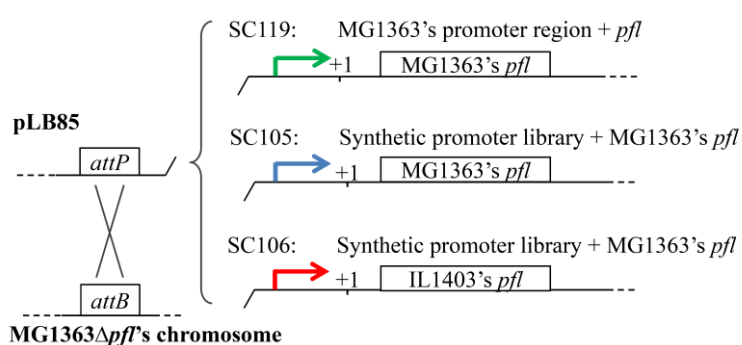 SC119: MG1363's promoter region + pfl
+1 MG1363's pfl
pLB85
SC105: Synthetic promoter library + MG1363's pfl
attP
+1 MG1363's pfl
SC106: Synthetic promoter library + MG1363's pfl
+1 IL1403's pfl
attB
MG1363Δpfl's chromosome